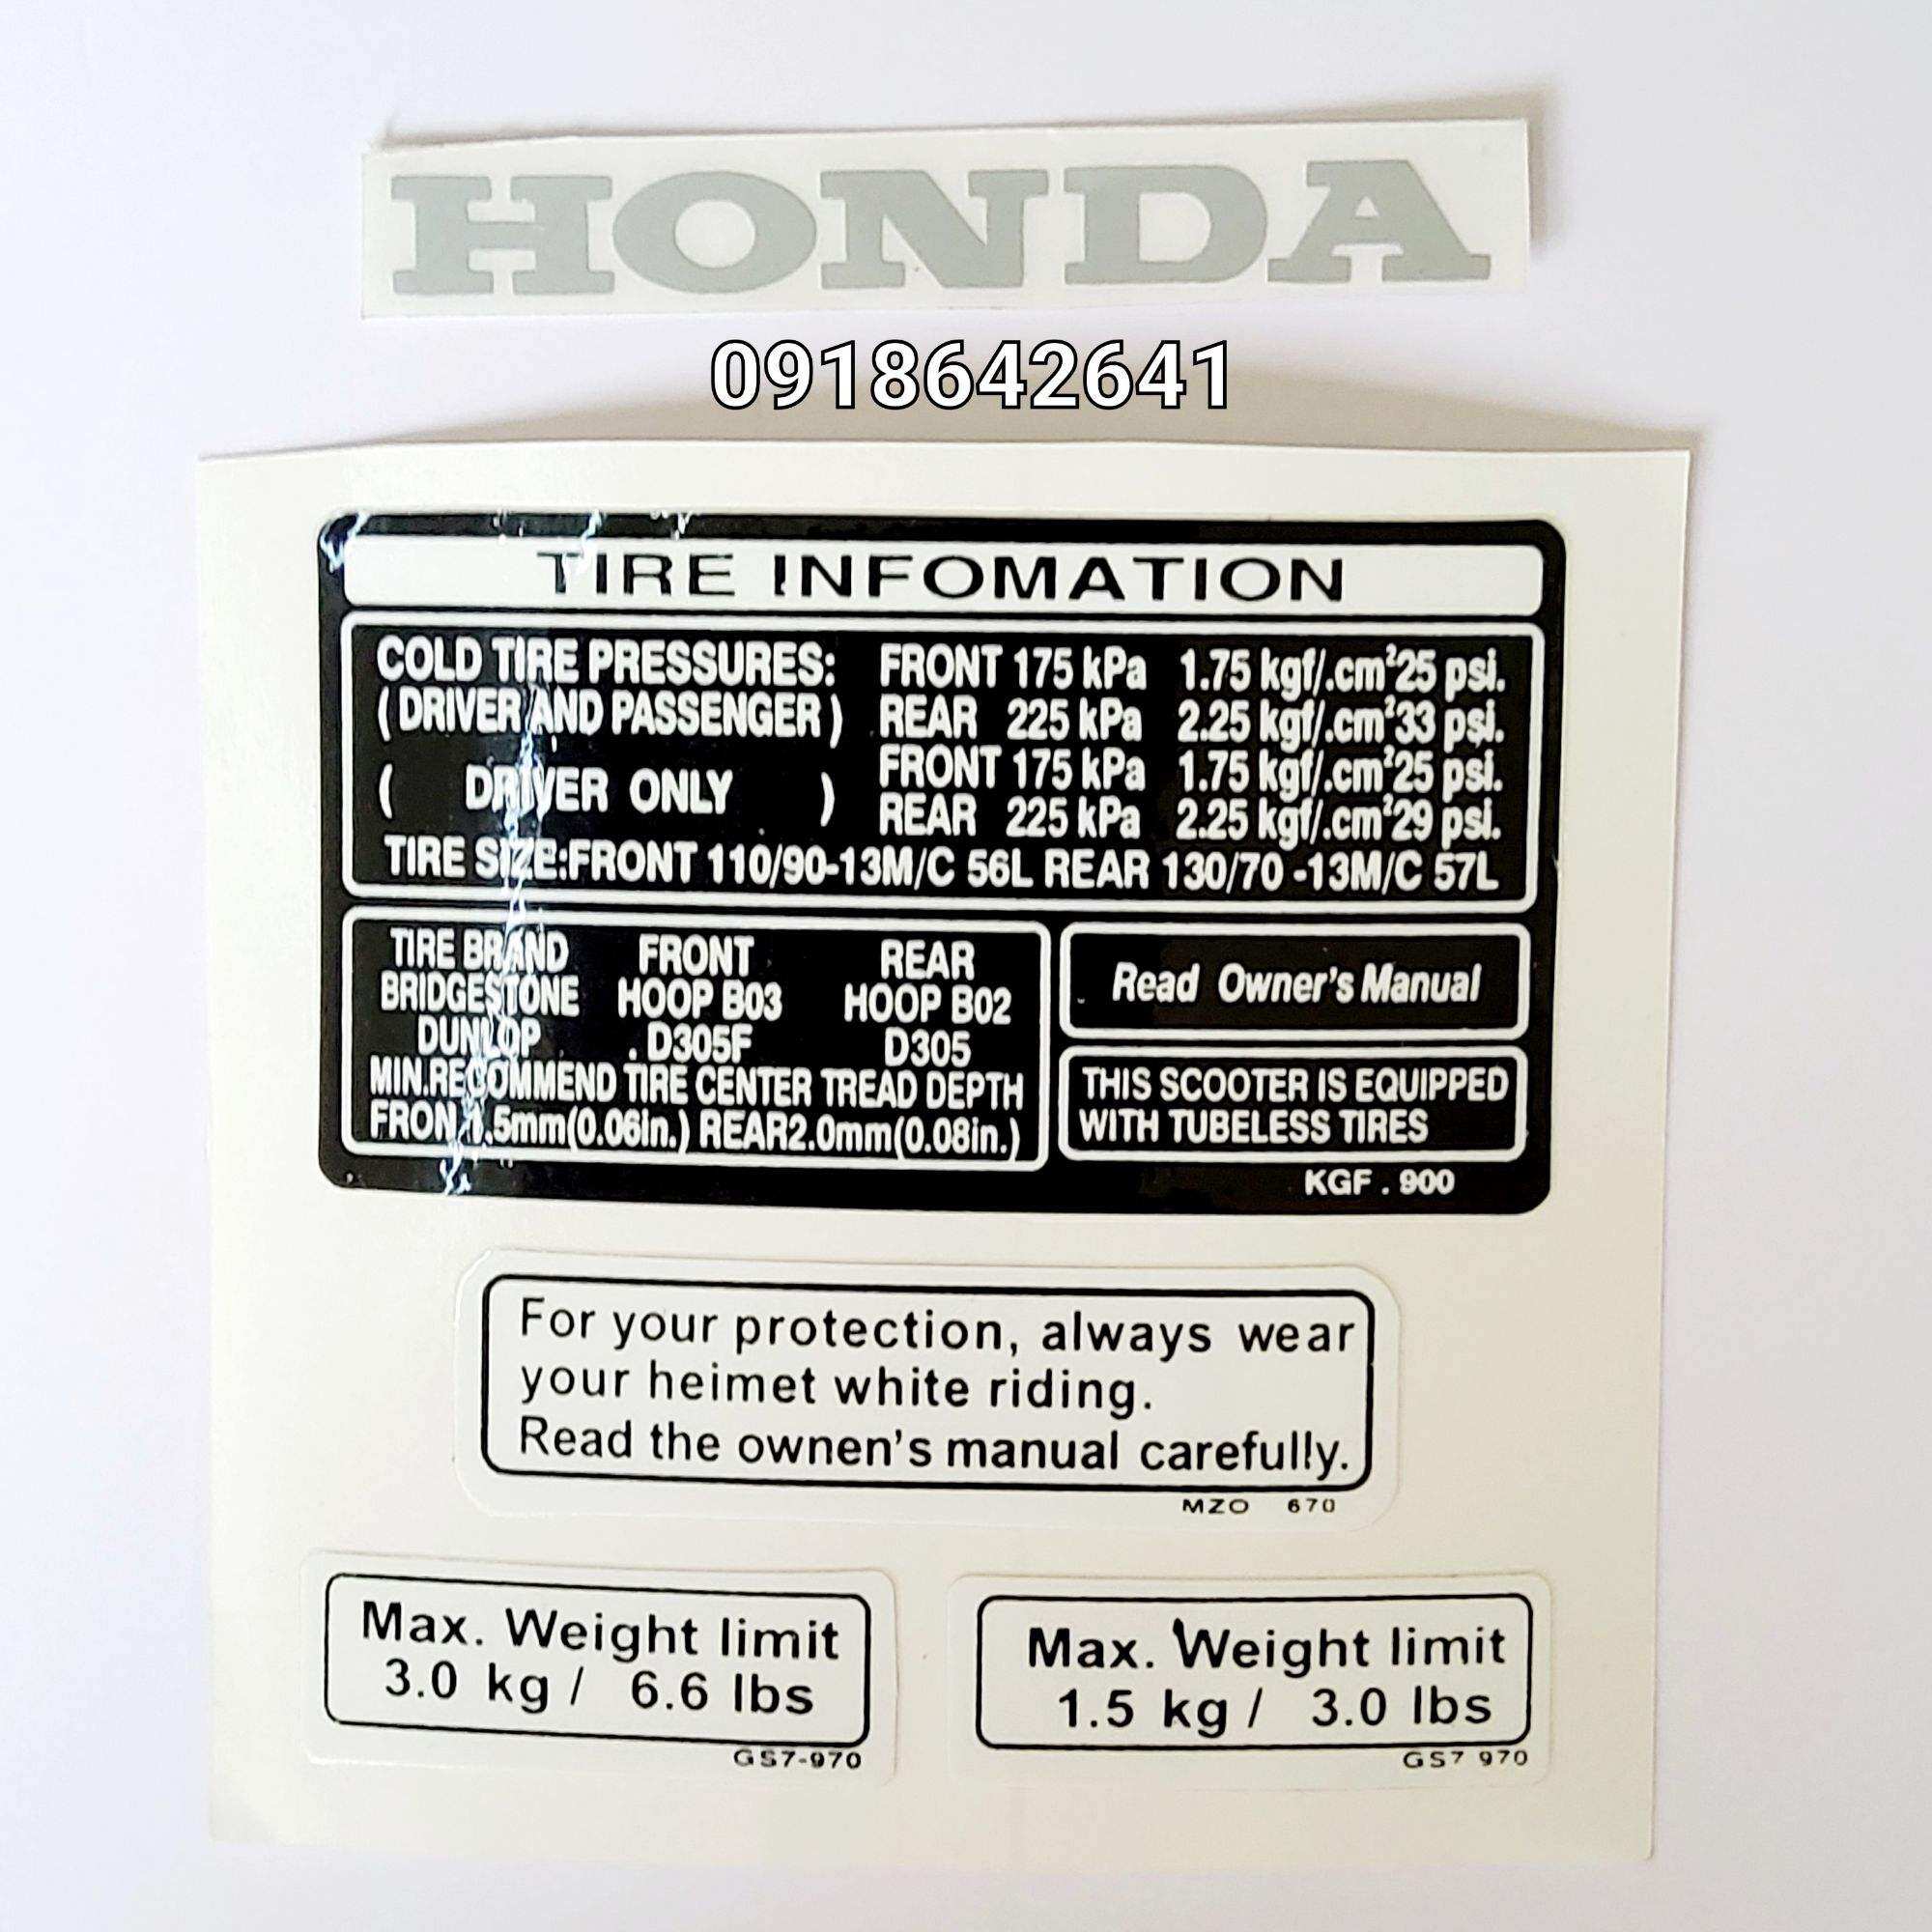 HONDA
0918642641
TIRE INFOMATION
COLD TIRE PRESSURES: FRONT 175 kPa 1.75 kgf/.cm²25 psi.
( DRIVER AND PASSENGER ) REAR 225 kPa 2.25 kgf/.cm²33 psi.
FRONT 175 kPa 1.75 kgf/.cm²25 psi.
( DRIVER ONLY ) REAR 225 kPa 2.25 kgf/.cm²29 psi.
TIRE SIZE:FRONT 110/90-13M/C 56L REAR 130/70 -13M/C 57L
TIRE BRAND FRONT REAR
BRIDGESTONE HOOP B03 HOOP B02
DUNLOP . D305F D305
MIN.RECOMMEND TIRE CENTER TREAD DEPTH
FRON 1.5mm(0.06in.) REAR2.0mm(0.08in.)
Read Owner's Manual
THIS SCOOTER IS EQUIPPED
WITH TUBELESS TIRES
KGF . 900
For your protection, always wear
your heimet white riding.
Read the ownen's manual carefully.
MZO 670
Max. Weight limit
3.0 kg / 6.6 lbs
GS7-970
Max. Weight limit
1.5 kg / 3.0 lbs
GS7 970